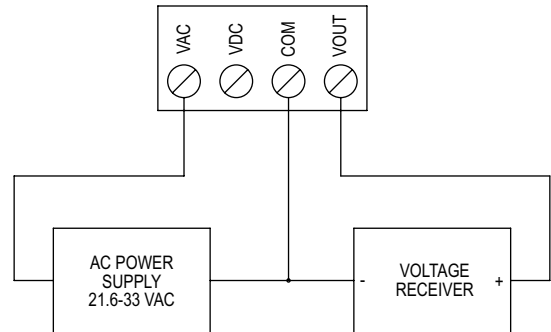 VAC
VDC
COM
VOUT
AC POWER
SUPPLY
21.6-33 VAC
-
VOLTAGE
RECEIVER
+